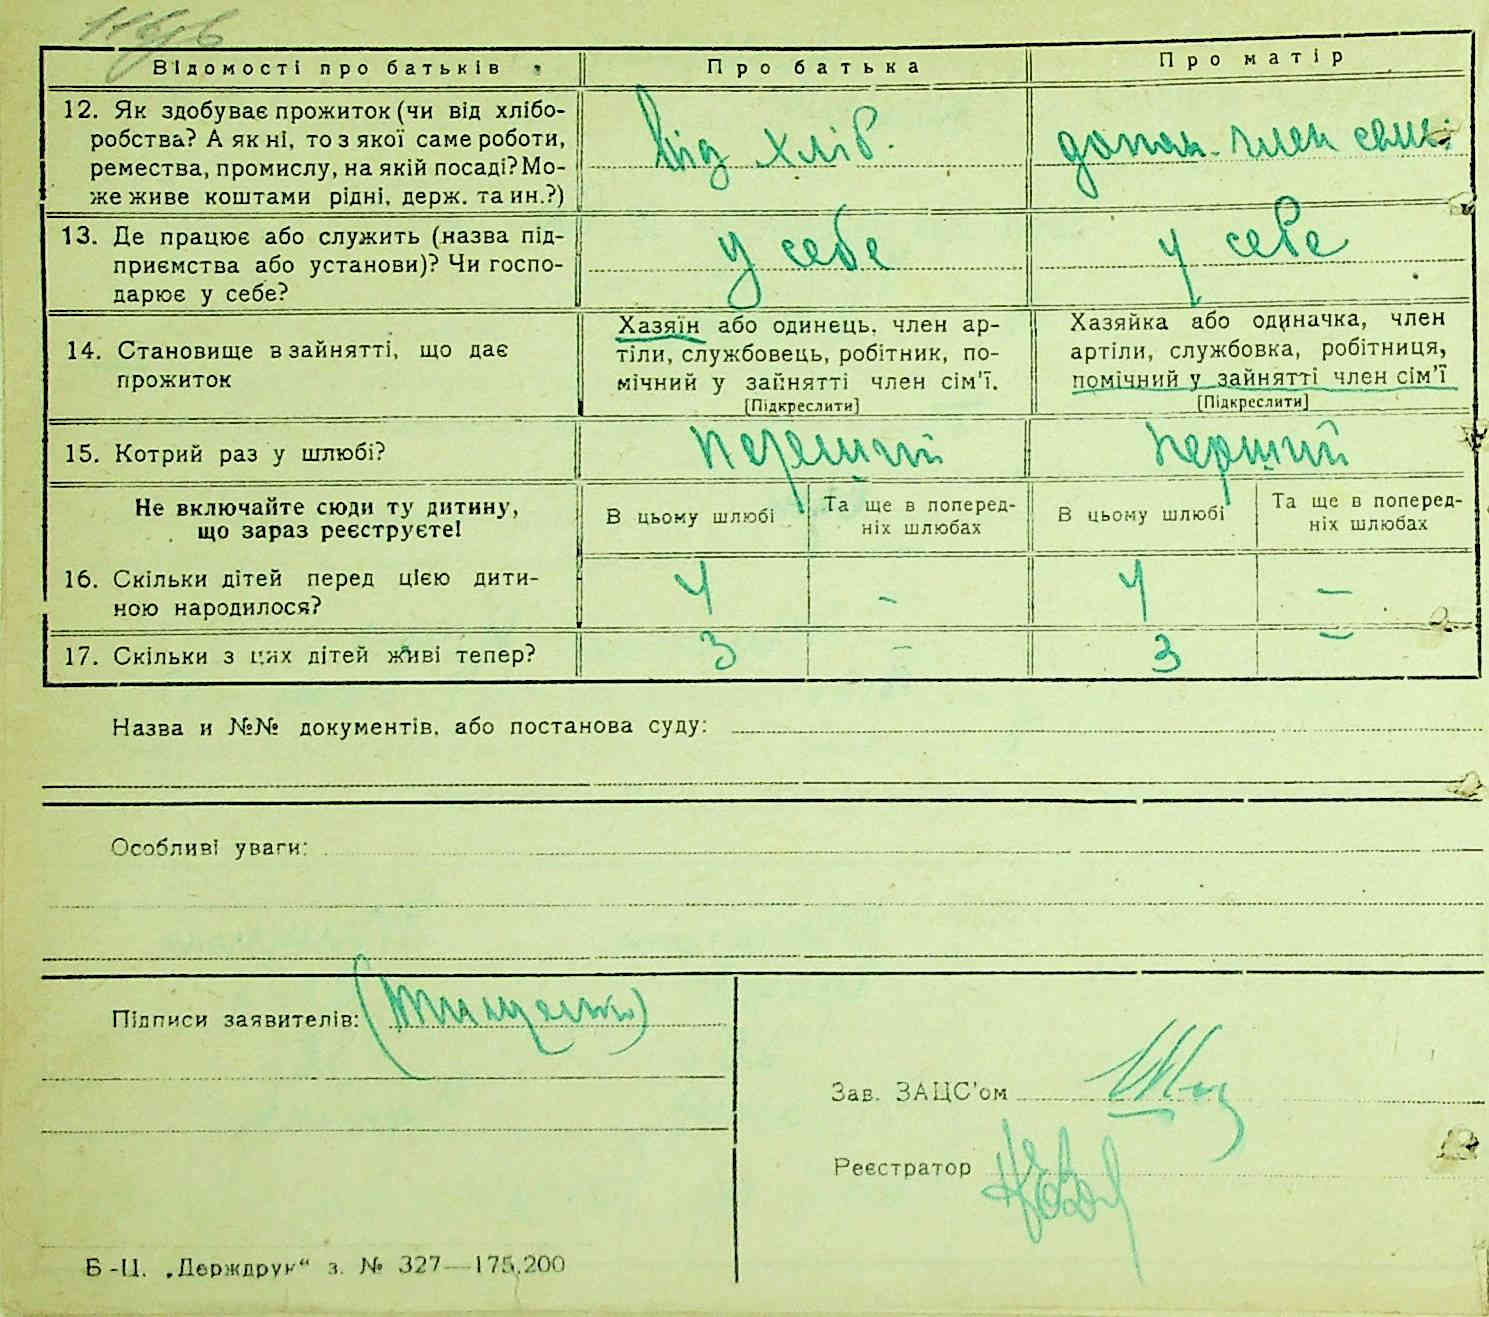 Відомості про батьків
Про батька
Про матір
12. Як здобуває прожиток (чи від хлібо-
робства? А як ні, то з якої саме роботи,
ремества, промислу, на якій посаді? Мо-
же живе коштами рідні, держ. та ин.?)
від хліб.
допом. член семьї
13. Де працює або служить (назва під-
приємства або установи)? Чи госпо-
дарює у себе?
у себе
у себе
14. Становище в зайнятті, що дає
прожиток
Хазяїн або одинець, член ар-
тіли, службовець, робітник, по-
мічний у зайнятті член сім'ї.
[Підкреслити]
Хазяйка або одиначка, член
артіли, службовка, робітниця,
помічний у зайнятті член сім'ї
[Підкреслити]
15. Котрий раз у шлюбі?
перший
перший
Не включайте сюди ту дитину,
що зараз реєструєте!
В цьому шлюбі
Та ще в поперед-
ніх шлюбах
В цьому шлюбі
Та ще в поперед-
ніх шлюбах
16. Скільки дітей перед цією дити-
ною народилося?
4 - 4 -
17. Скільки з цих дітей живі тепер?
3 - 3 -
Назва и №№ документів, або постанова суду:
Особливі уваги:
Підписи заявителів: (Тищенко)
Зав. ЗАЦС'ом
Реєстратор
Б-Ц. „Держдрук“ з. № 327—175,200